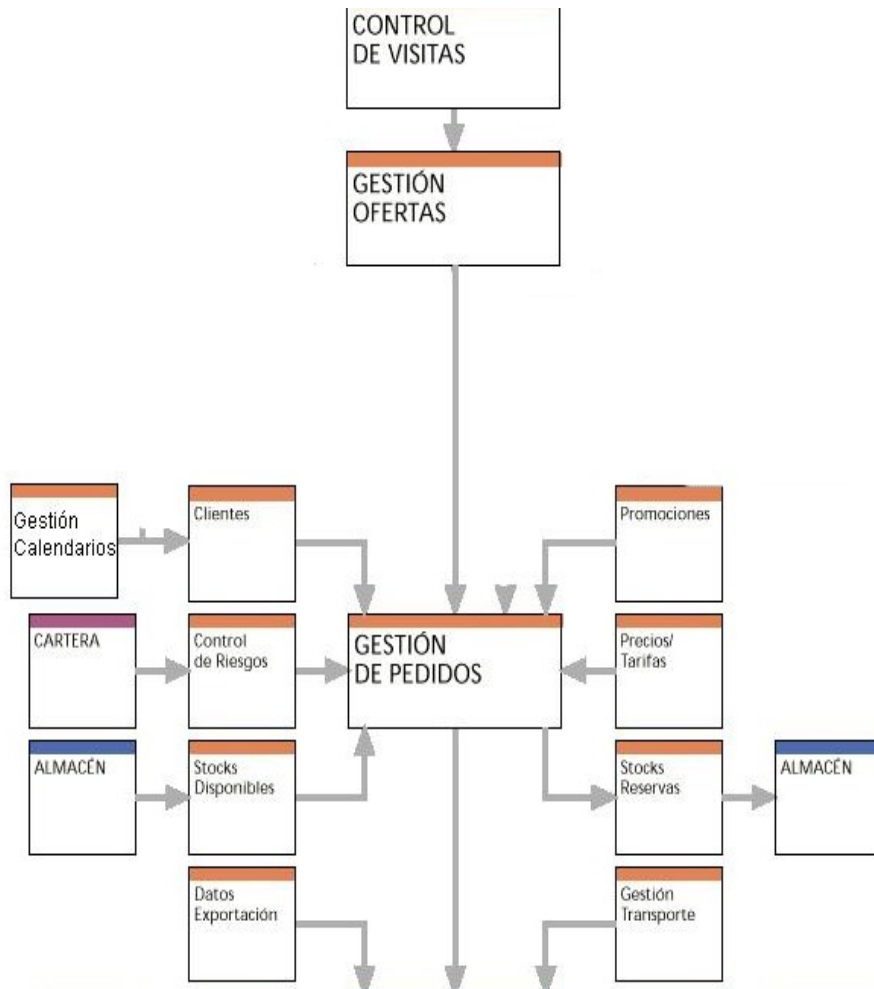 CONTROL
DE VISITAS
GESTIÓN
OFERTAS
Gestión
Calendarios
Clientes
Promociones
CARTERA
Control
de Riesgos
GESTIÓN
DE PEDIDOS
Precios/
Tarifas
ALMACÉN
Stocks
Disponibles
Stocks
Reservas
ALMACÉN
Datos
Exportación
Gestión
Transporte